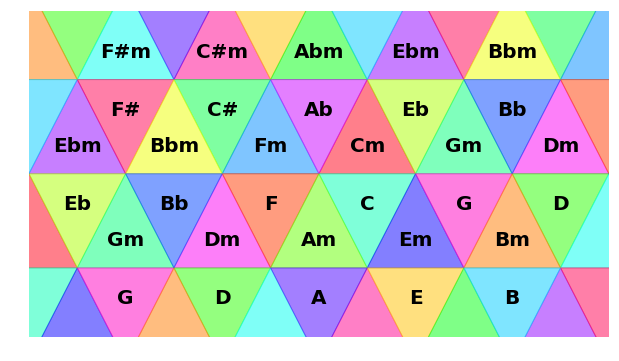 F#m C#m Abm Ebm Bbm
F# C# Ab Eb Bb
Ebm Bbm Fm Cm Gm Dm
Eb Bb F C G D
Gm Dm Am Em Bm
G D A E B